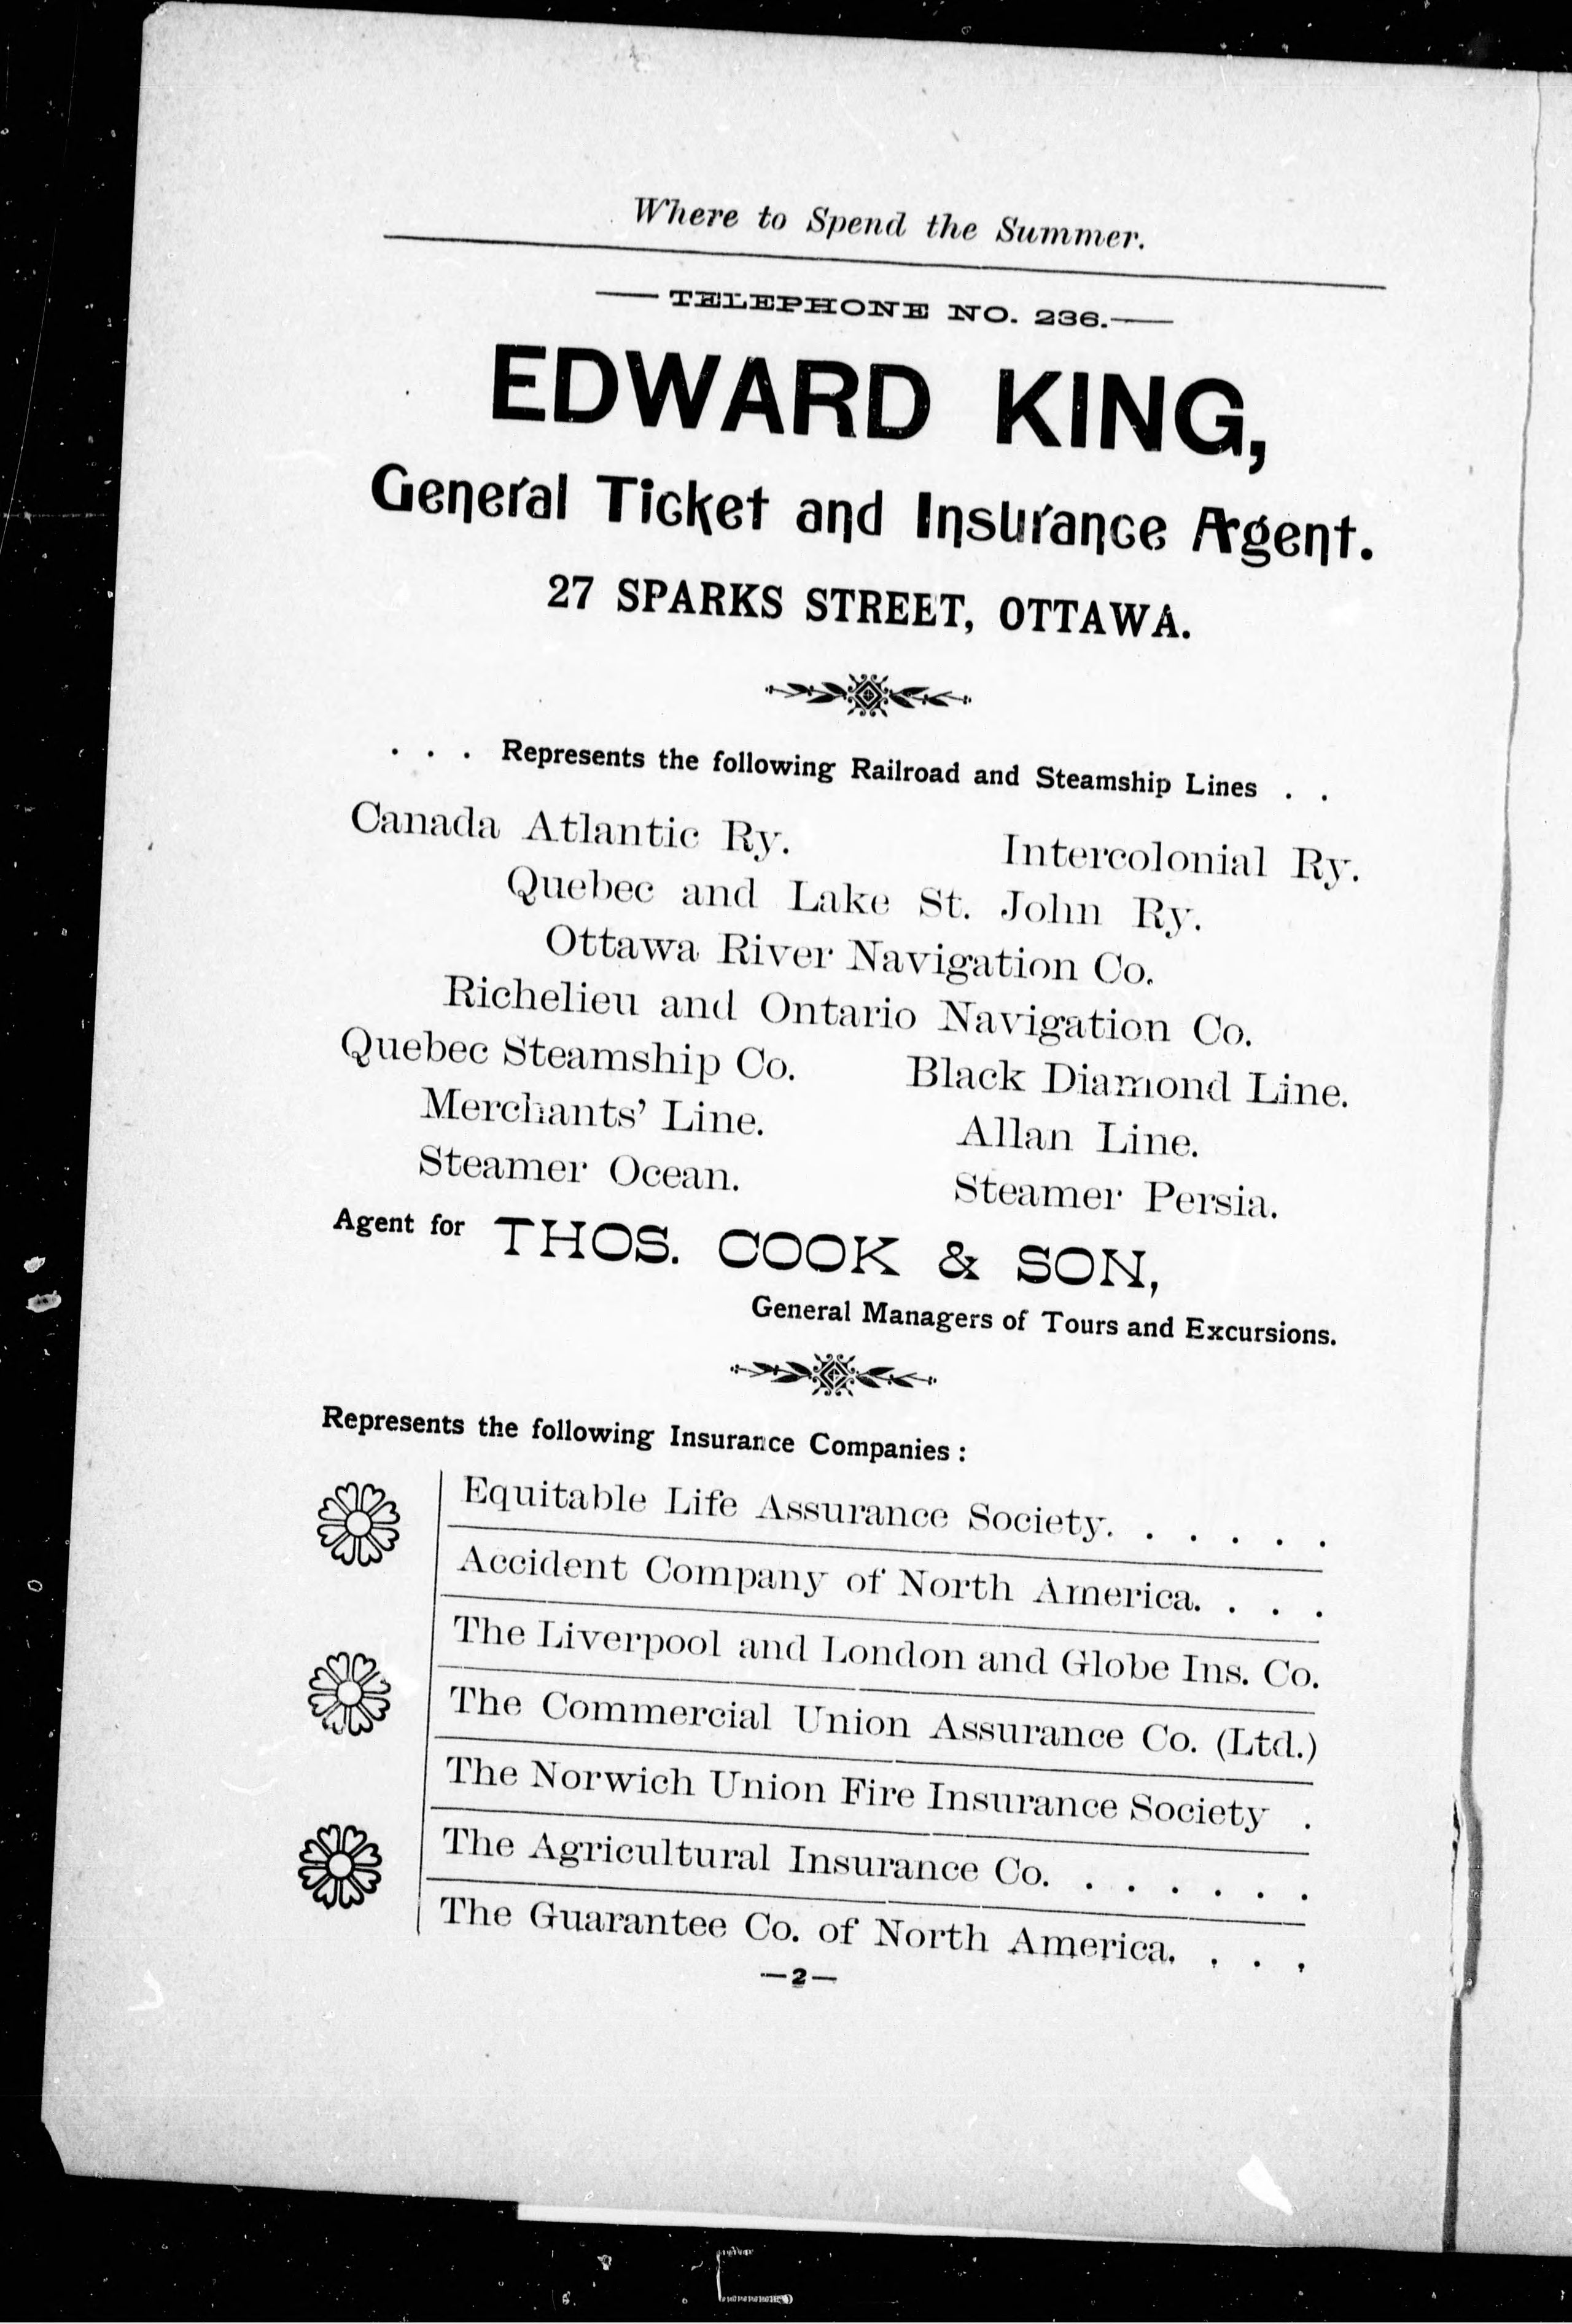 Where to Spend the Summer.
TELEPHONE NO. 236.
EDWARD KING,
General Ticket and Insurance Agent.
27 SPARKS STREET, OTTAWA.
. . . Represents the following Railroad and Steamship Lines . .
Canada Atlantic Ry. Intercolonial Ry.
Quebec and Lake St. John Ry.
Ottawa River Navigation Co.
Richelieu and Ontario Navigation Co.
Quebec Steamship Co. Black Diamond Line.
Merchants' Line. Allan Line.
Steamer Ocean. Steamer Persia.
Agent for THOS. COOK & SON,
General Managers of Tours and Excursions.
Represents the following Insurance Companies :
Equitable Life Assurance Society. . . . . .
Accident Company of North America. . . .
The Liverpool and London and Globe Ins. Co.
The Commercial Union Assurance Co. (Ltd.)
The Norwich Union Fire Insurance Society .
The Agricultural Insurance Co. . . . . . .
The Guarantee Co. of North America. . . .
—2—